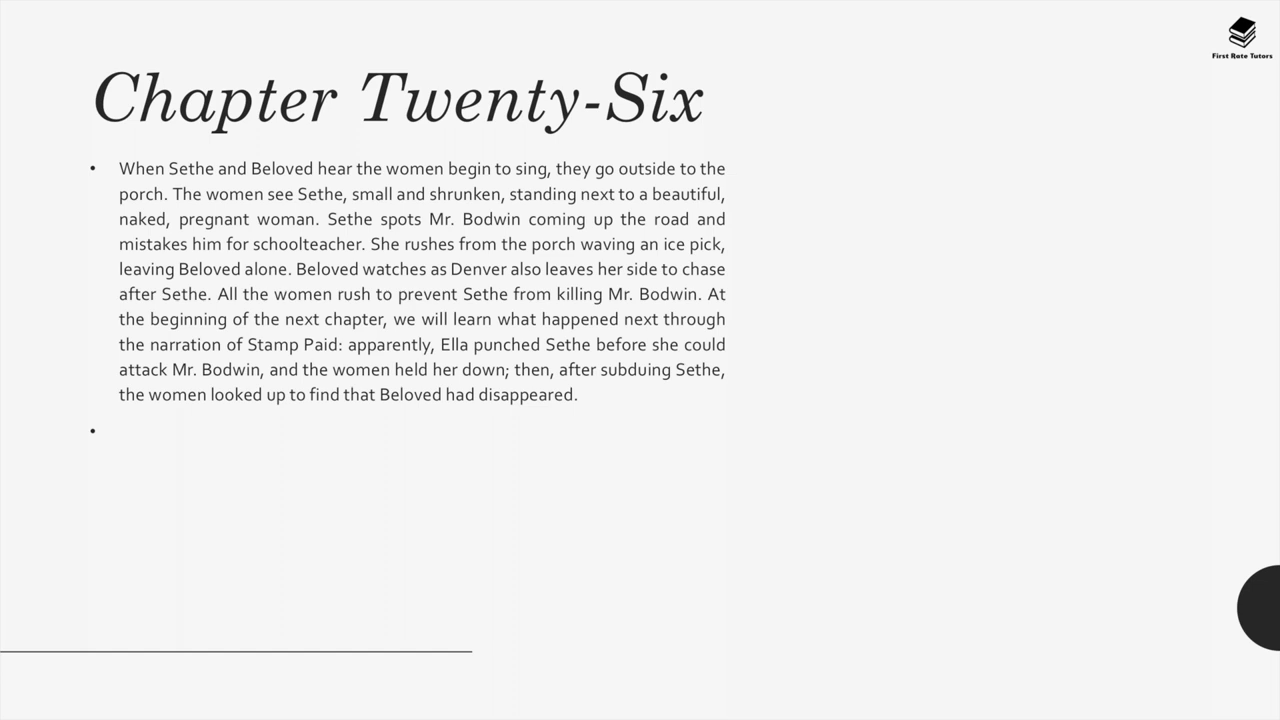 First Rate Tutors
Chapter Twenty-Six
• When Sethe and Beloved hear the women begin to sing, they go outside to the
porch. The women see Sethe, small and shrunken, standing next to a beautiful,
naked, pregnant woman. Sethe spots Mr. Bodwin coming up the road and
mistakes him for schoolteacher. She rushes from the porch waving an ice pick,
leaving Beloved alone. Beloved watches as Denver also leaves her side to chase
after Sethe. All the women rush to prevent Sethe from killing Mr. Bodwin. At
the beginning of the next chapter, we will learn what happened next through
the narration of Stamp Paid: apparently, Ella punched Sethe before she could
attack Mr. Bodwin, and the women held her down; then, after subduing Sethe,
the women looked up to find that Beloved had disappeared.
•